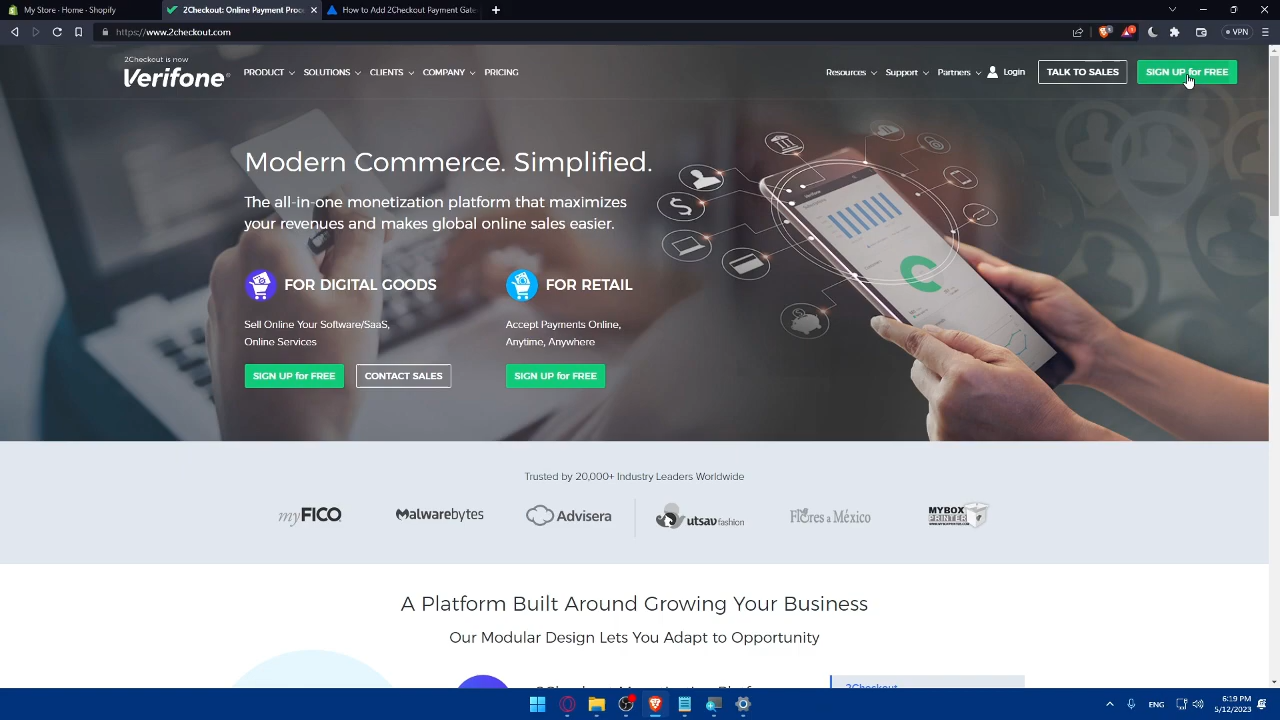 My Store · Home · Shopify
2Checkout: Online Payment Proc
How to Add 2Checkout Payment Gate
https://www.2checkout.com
VPN
2Checkout is now
Verifone
PRODUCT
SOLUTIONS
CLIENTS
COMPANY
PRICING
Resources
Support
Partners
Login
TALK TO SALES
SIGN UP for FREE
Modern Commerce. Simplified.
The all-in-one monetization platform that maximizes
your revenues and makes global online sales easier.
FOR DIGITAL GOODS
FOR RETAIL
Sell Online Your Software/SaaS,
Online Services
Accept Payments Online,
Anytime, Anywhere
SIGN UP for FREE
CONTACT SALES
SIGN UP for FREE
Trusted by 20,000+ Industry Leaders Worldwide
myFICO
Malwarebytes
Advisera
utsav fashion
Flores a México
MYBOX
PRINTER
A Platform Built Around Growing Your Business
Our Modular Design Lets You Adapt to Opportunity
2Checkout
ENG
6:19 PM
5/12/2023